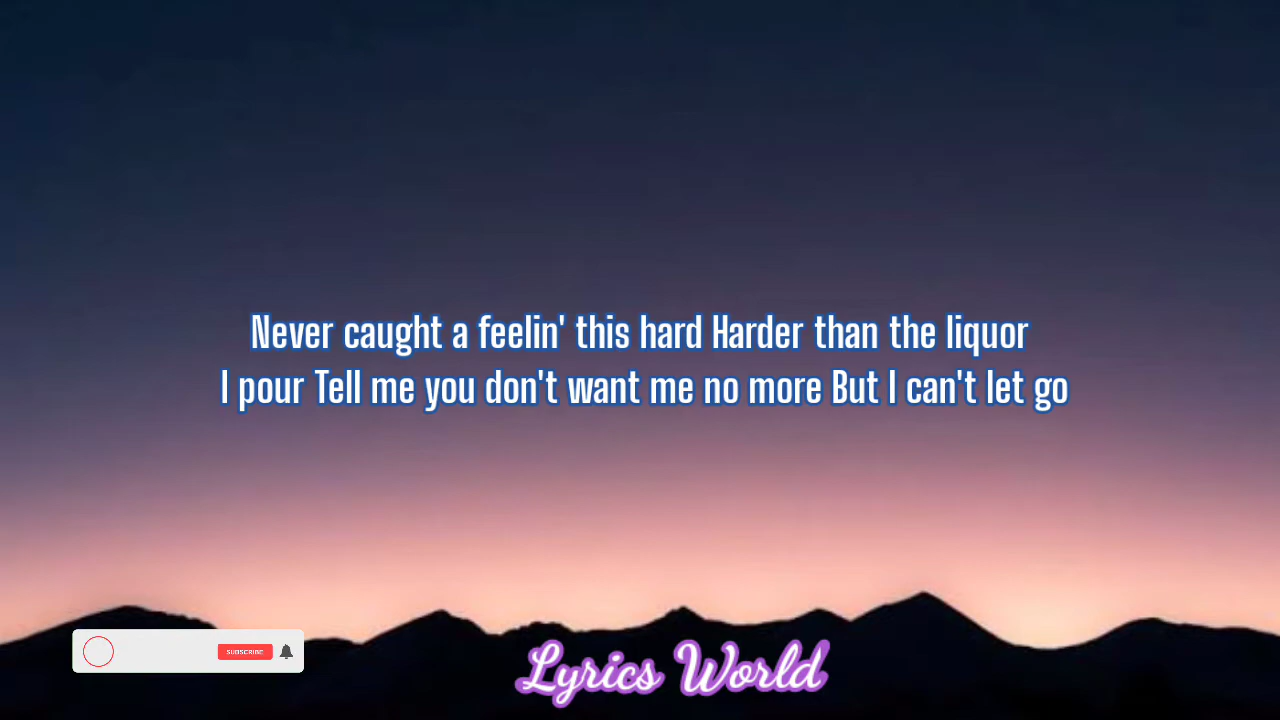 Never caught a feelin' this hard Harder than the liquor
I pour Tell me you don't want me no more But I can't let go
SUBSCRIBE
Lyrics World